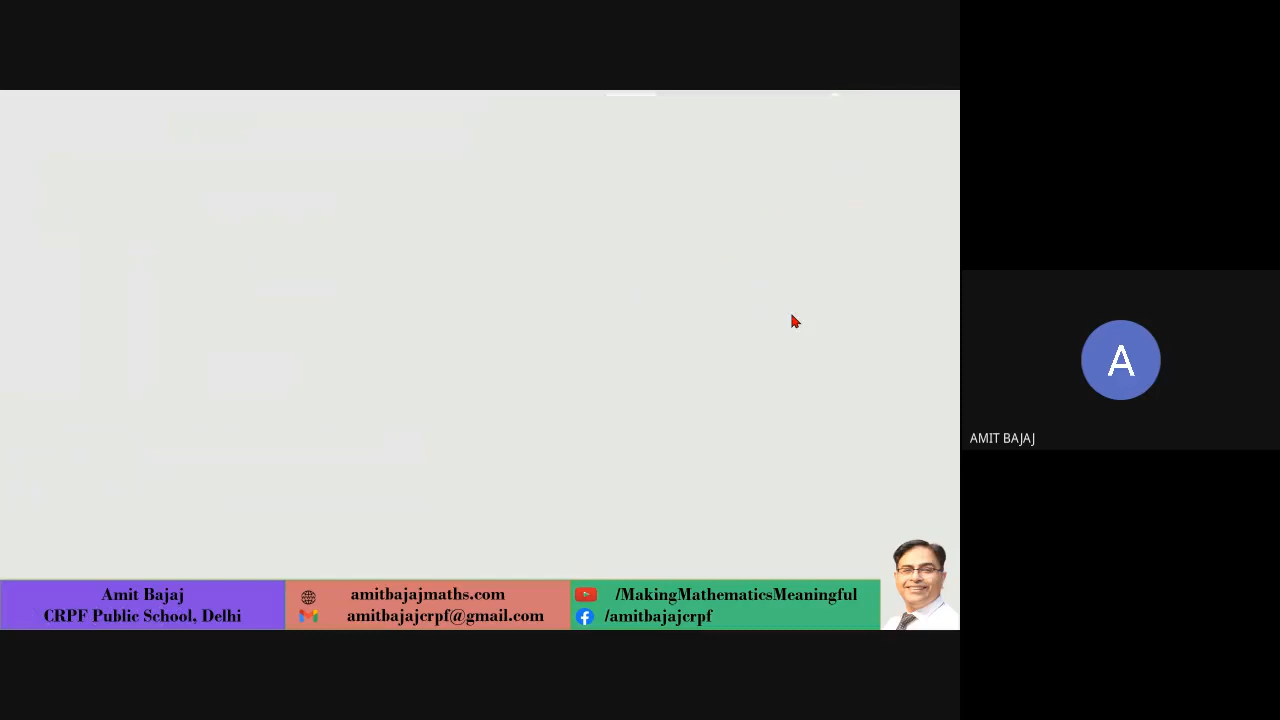 A
AMIT BAJAJ
Amit Bajaj
CRPF Public School, Delhi
amitbajajmaths.com
amitbajajcrpf@gmail.com
/MakingMathematicsMeaningful
/amitbajajcrpf